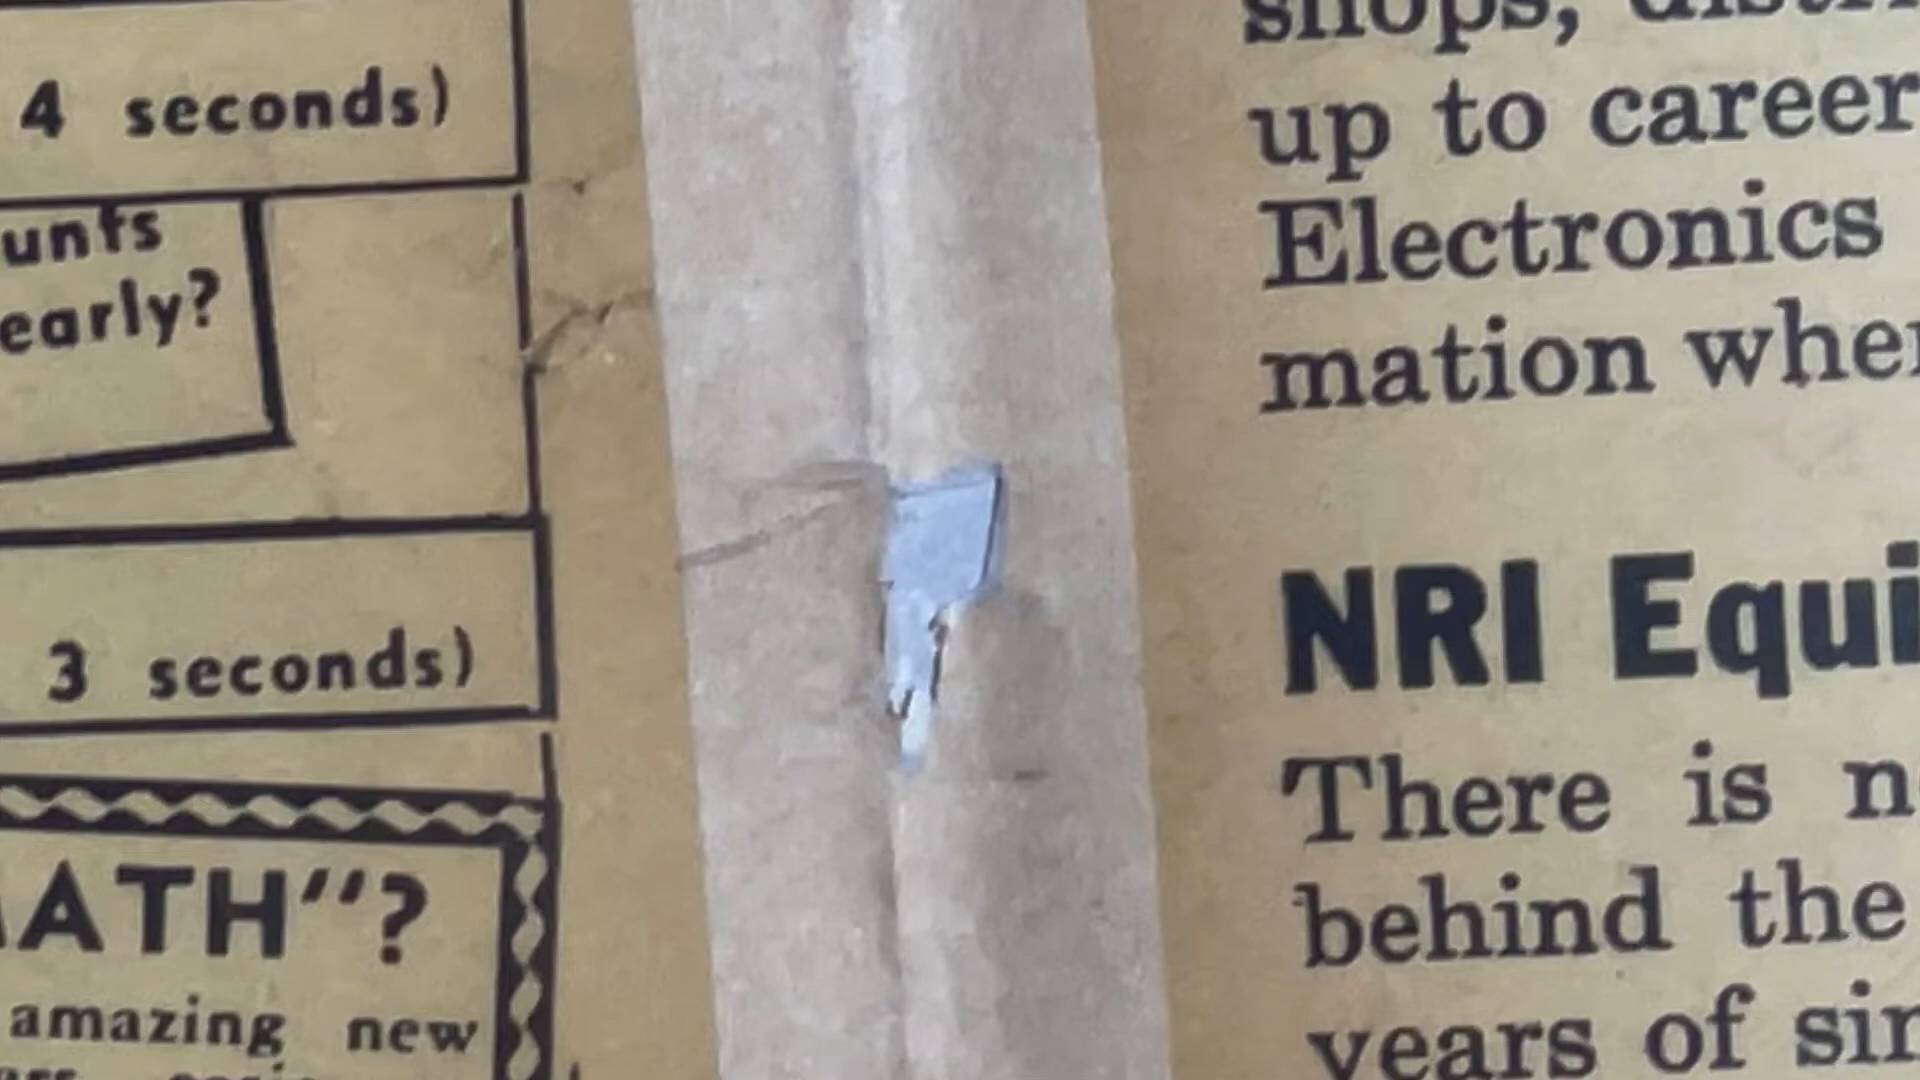 4 seconds)
unts
early?
3 seconds)
ATH"?
amazing new
shops,
up to career
Electronics
mation when
NRI Equi
There is n
behind the
years of sin